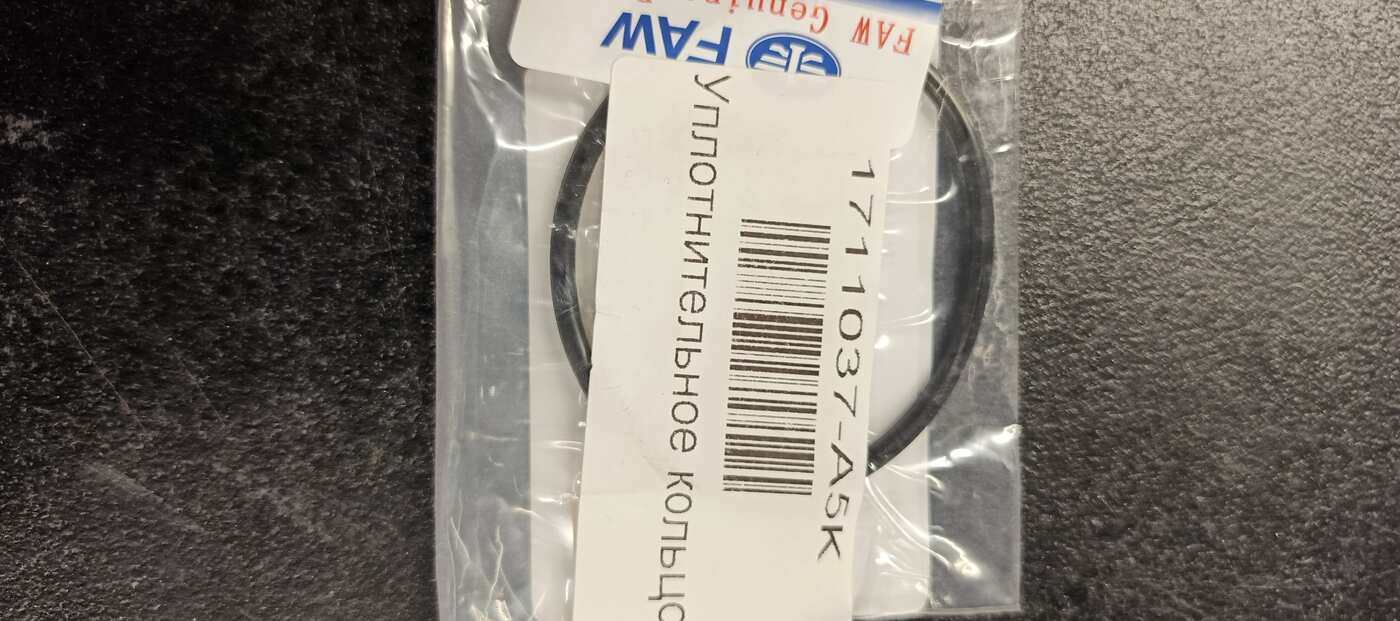 FAW Genuine
FAW
1711037-A5K
Уплотнительное кольцо